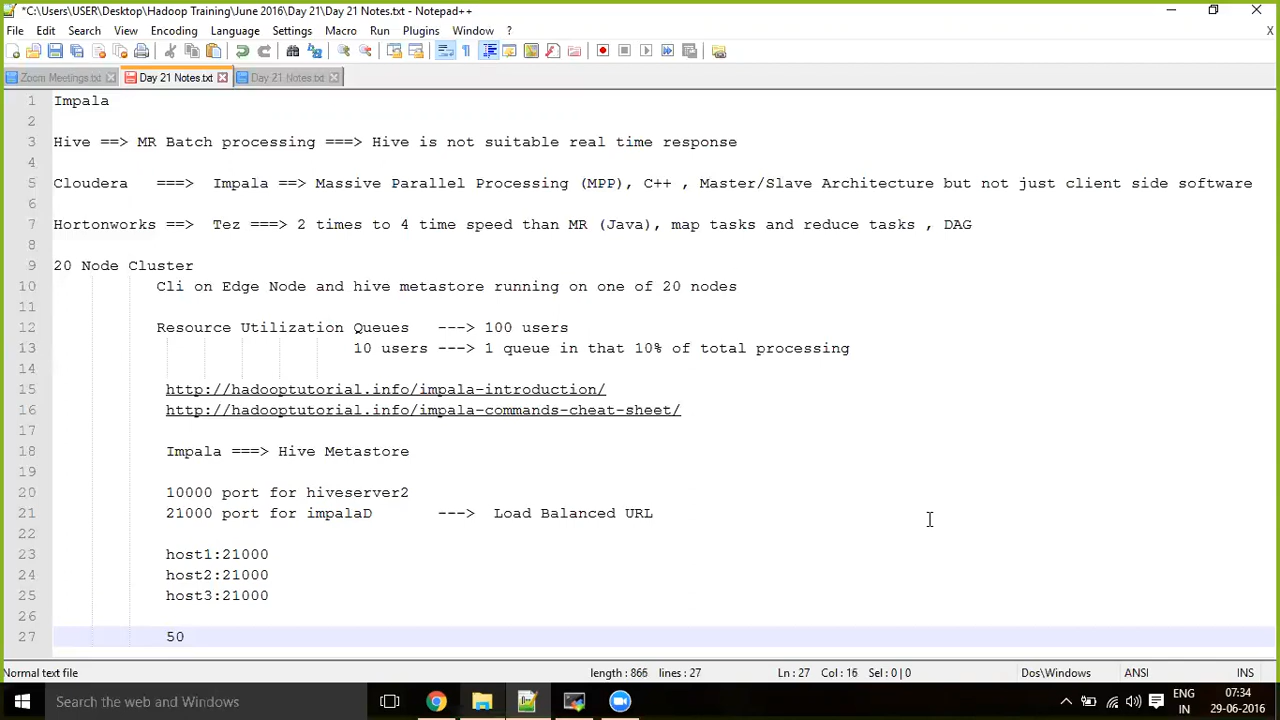 *C:\Users\USER\Desktop\Hadoop Training\June 2016\Day 21\Day 21 Notes.txt - Notepad++
File Edit Search View Encoding Language Settings Macro Run Plugins Window ? X
Zoom Meetings.txt Day 21 Notes.txt Day 21 Notes.txt
1 Impala
2
3 Hive ==> MR Batch processing ===> Hive is not suitable real time response
4
5 Cloudera ===> Impala ==> Massive Parallel Processing (MPP), C++ , Master/Slave Architecture but not just client side software
6
7 Hortonworks ==> Tez ===> 2 times to 4 time speed than MR (Java), map tasks and reduce tasks , DAG
8
9 20 Node Cluster
10 Cli on Edge Node and hive metastore running on one of 20 nodes
11
12 Resource Utilization Queues ---> 100 users
13 10 users ---> 1 queue in that 10% of total processing
14
15 http://hadooptutorial.info/impala-introduction/
16 http://hadooptutorial.info/impala-commands-cheat-sheet/
17
18 Impala ===> Hive Metastore
19
20 10000 port for hiveserver2
21 21000 port for impalaD ---> Load Balanced URL
22
23 host1:21000
24 host2:21000
25 host3:21000
26
27 50
Normal text file length : 866 lines : 27 Ln : 27 Col : 16 Sel : 0 | 0 Dos\Windows ANSI INS
Search the web and Windows ENG 07:34
IN 29-06-2016